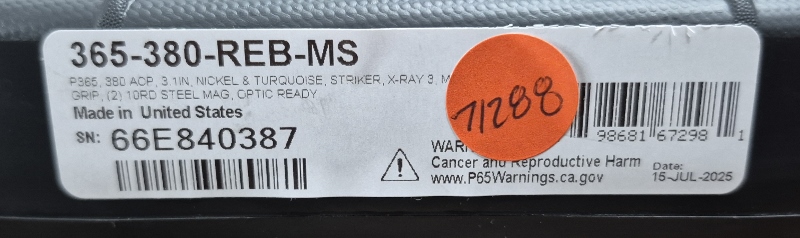 365-380-REB-MS
P365, 380 ACP, 3.1IN, NICKEL & TURQUOISE, STRIKER, X-RAY 3, M
GRIP, (2) 10RD STEEL MAG, OPTIC READY
Made in United States
SN: 66E840387
71288
98681 67298 1
WAR
Cancer and Reproductive Harm
www.P65Warnings.ca.gov
Date:
15-JUL-2025